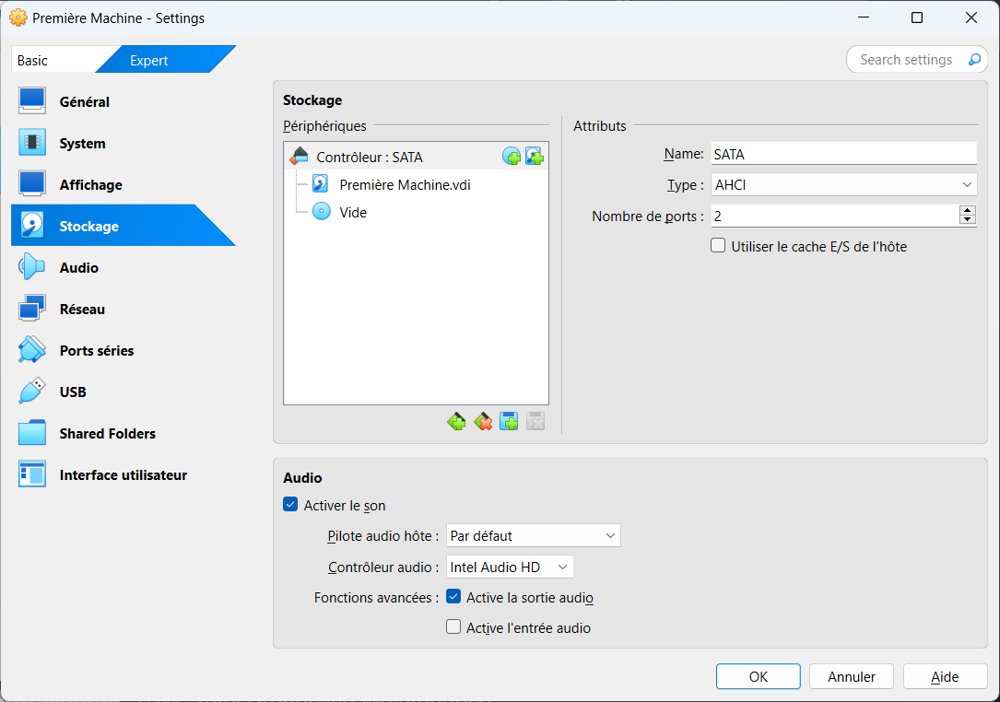 Première Machine - Settings
Basic
Expert
Search settings
Général
System
Affichage
Stockage
Audio
Réseau
Ports séries
USB
Shared Folders
Interface utilisateur
Stockage
Périphériques
Contrôleur : SATA
Première Machine.vdi
Vide
Attributs
Name: SATA
Type : AHCI
Nombre de ports : 2
Utiliser le cache E/S de l'hôte
Audio
Activer le son
Pilote audio hôte : Par défaut
Contrôleur audio : Intel Audio HD
Fonctions avancées : Active la sortie audio
Active l'entrée audio
OK
Annuler
Aide